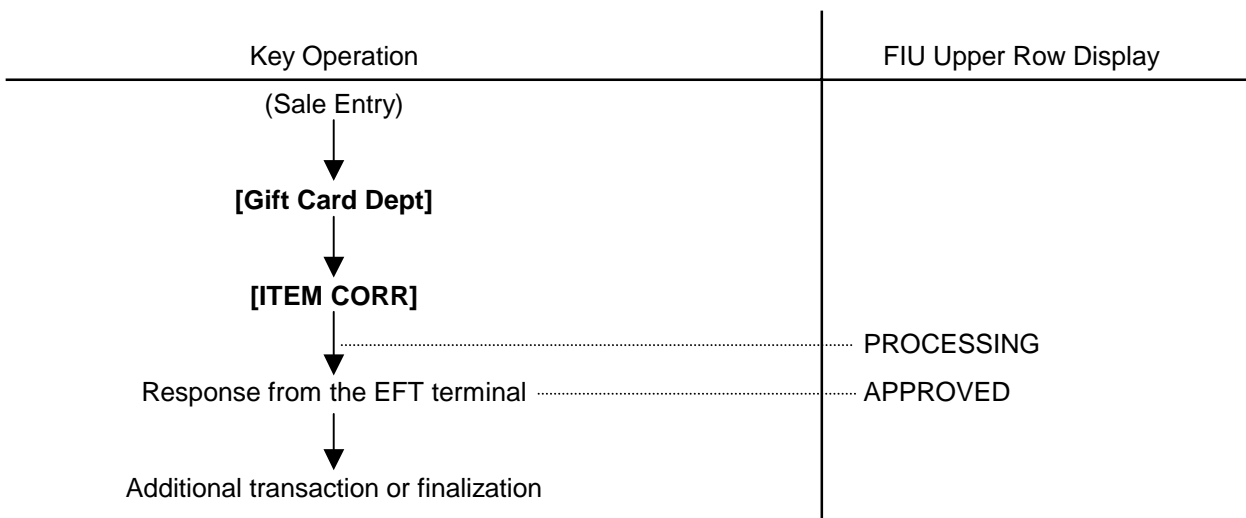 Key Operation
FIU Upper Row Display
(Sale Entry)
[Gift Card Dept]
[ITEM CORR]
PROCESSING
Response from the EFT terminal
APPROVED
Additional transaction or finalization